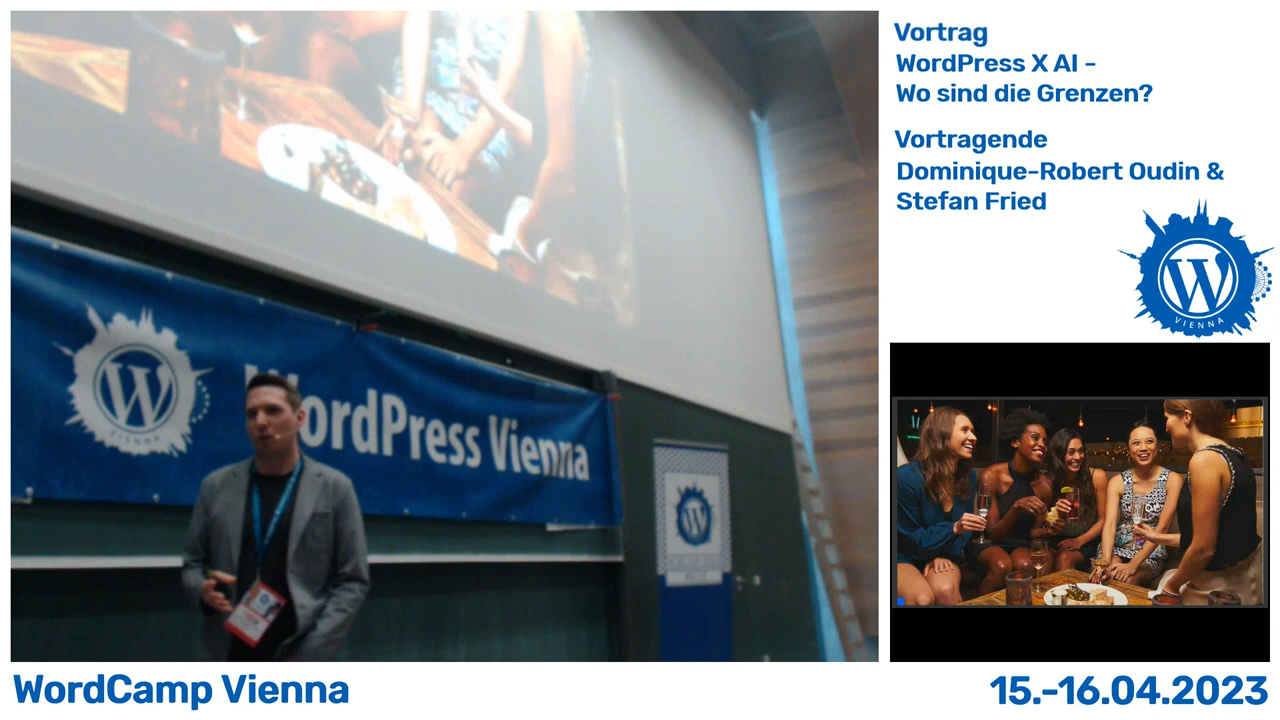 Vortrag
WordPress X AI -
Wo sind die Grenzen?
Vortragende
Dominique-Robert Oudin &
Stefan Fried
VIENNA
WordPress Vienna
VIENNA
WordCamp Vienna
15.-16.04.2023